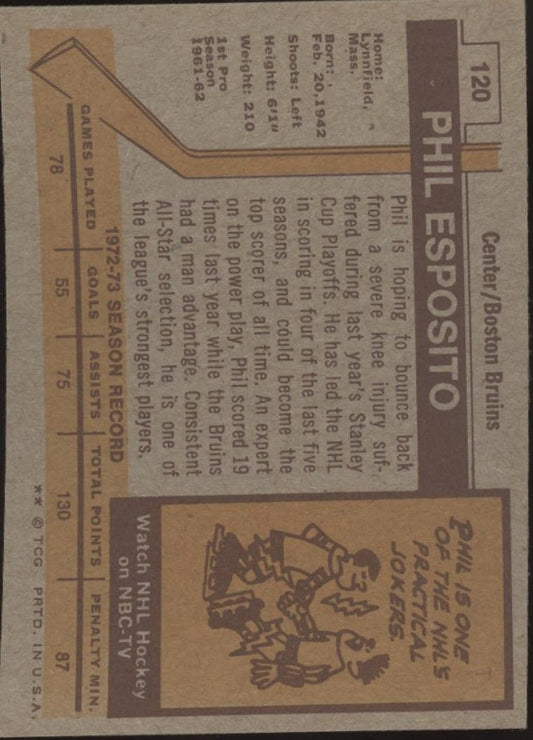 120
Center/Boston Bruins
PHIL ESPOSITO
Home:
Lynnfield,
Mass.
Born:
Feb. 20,1942
Shoots: Left
Height: 6'1"
Weight: 210
1st Pro
Season
1961-62
Phil is hoping to bounce back
from a severe knee injury suf-
fered during last year's Stanley
Cup Playoffs. He has led the NHL
in scoring in four of the last five
seasons, and could become the
top scorer of all time. An expert
on the power play, Phil scored 19
times last year while the Bruins
had a man advantage. Consistent
All-Star selection, he is one of
the league's strongest players.
PHIL IS ONE
OF THE NHL'S
PRACTICAL
JOKERS.
Watch NHL Hockey
on NBC-TV
1972-73 SEASON RECORD
GAMES PLAYED GOALS ASSISTS TOTAL POINTS PENALTY MIN.
78 55 75 130 87
** © TCG PRTD. IN U.S.A.